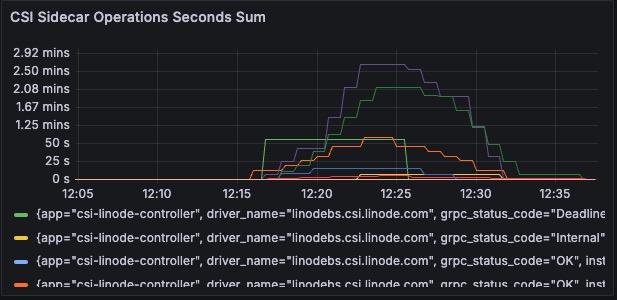 CSI Sidecar Operations Seconds Sum
2.92 mins
2.50 mins
2.08 mins
1.67 mins
1.25 mins
50 s
25 s
0 s
12:05 12:10 12:15 12:20 12:25 12:30 12:35
{app="csi-linode-controller", driver_name="linodebs.csi.linode.com", grpc_status_code="Deadline
{app="csi-linode-controller", driver_name="linodebs.csi.linode.com", grpc_status_code="Internal"
{app="csi-linode-controller", driver_name="linodebs.csi.linode.com", grpc_status_code="OK", inst
{app="csi-linode-controller", driver_name="linodebs.csi.linode.com", grpc_status_code="OK", inst